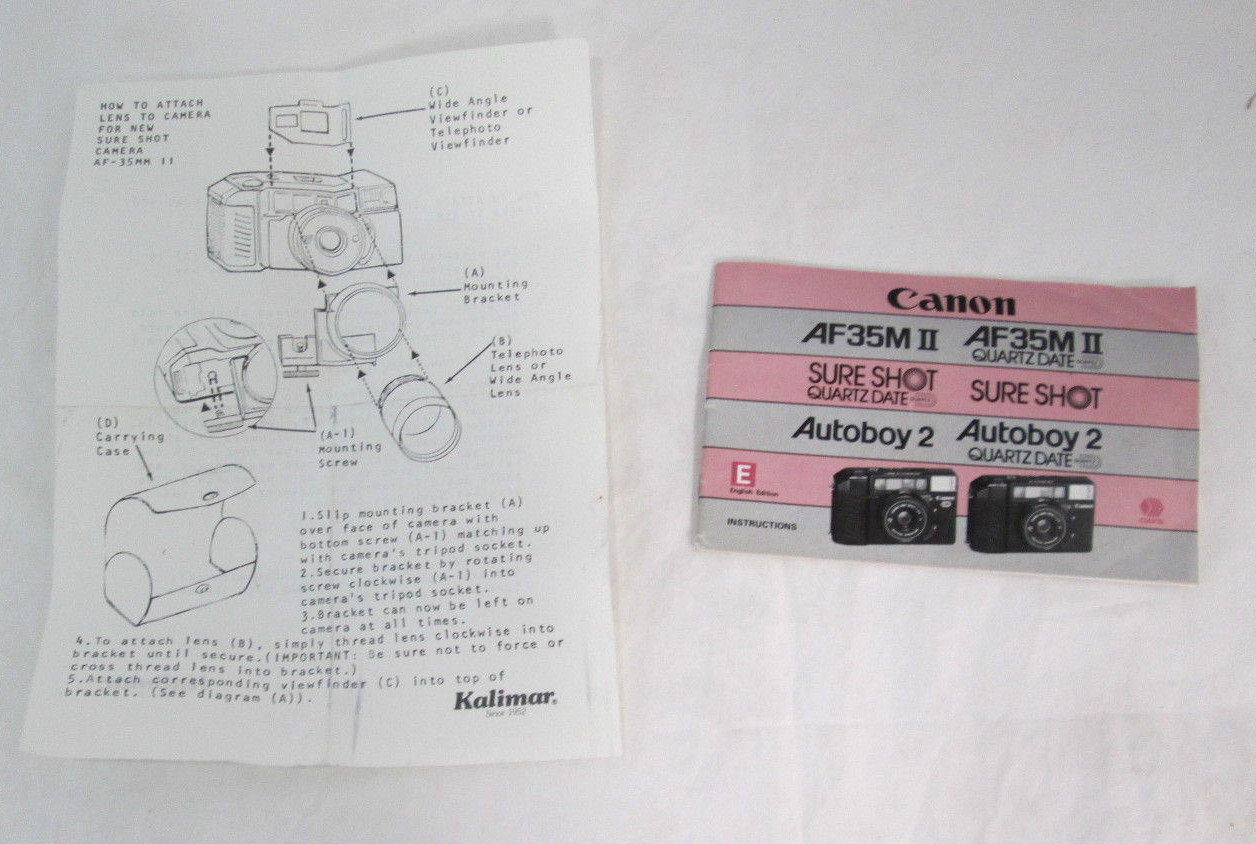 HOW TO ATTACH
LENS TO CAMERA
FOR NEW
SURE SHOT
CAMERA
AF-35MM II
(C)
Wide Angle
Viewfinder or
Telephoto
Viewfinder
(A)
Mounting
Bracket
(B)
Telephoto
Lens or
Wide Angle
Lens
(A-1)
Mounting
Screw
(D)
Carrying
Case
1.Slip mounting bracket (A)
over face of camera with
bottom screw (A-1) matching up
with camera's tripod socket.
2.Secure bracket by rotating
screw clockwise (A-1) into
camera's tripod socket.
3.Bracket can now be left on
camera at all times.
4.To attach lens (B), simply thread lens clockwise into
bracket until secure.(IMPORTANT: Be sure not to force or
cross thread lens into bracket.)
5.Attach corresponding viewfinder (C) into top of
bracket. (See diagram (A)).
Kalimar®
Since 1952
Canon
AF35M II AF35M II
QUARTZ DATE
SURE SHOT SURE SHOT
QUARTZ DATE
Autoboy 2 Autoboy 2
QUARTZ DATE
E
English Edition
INSTRUCTIONS
Canon
Canon